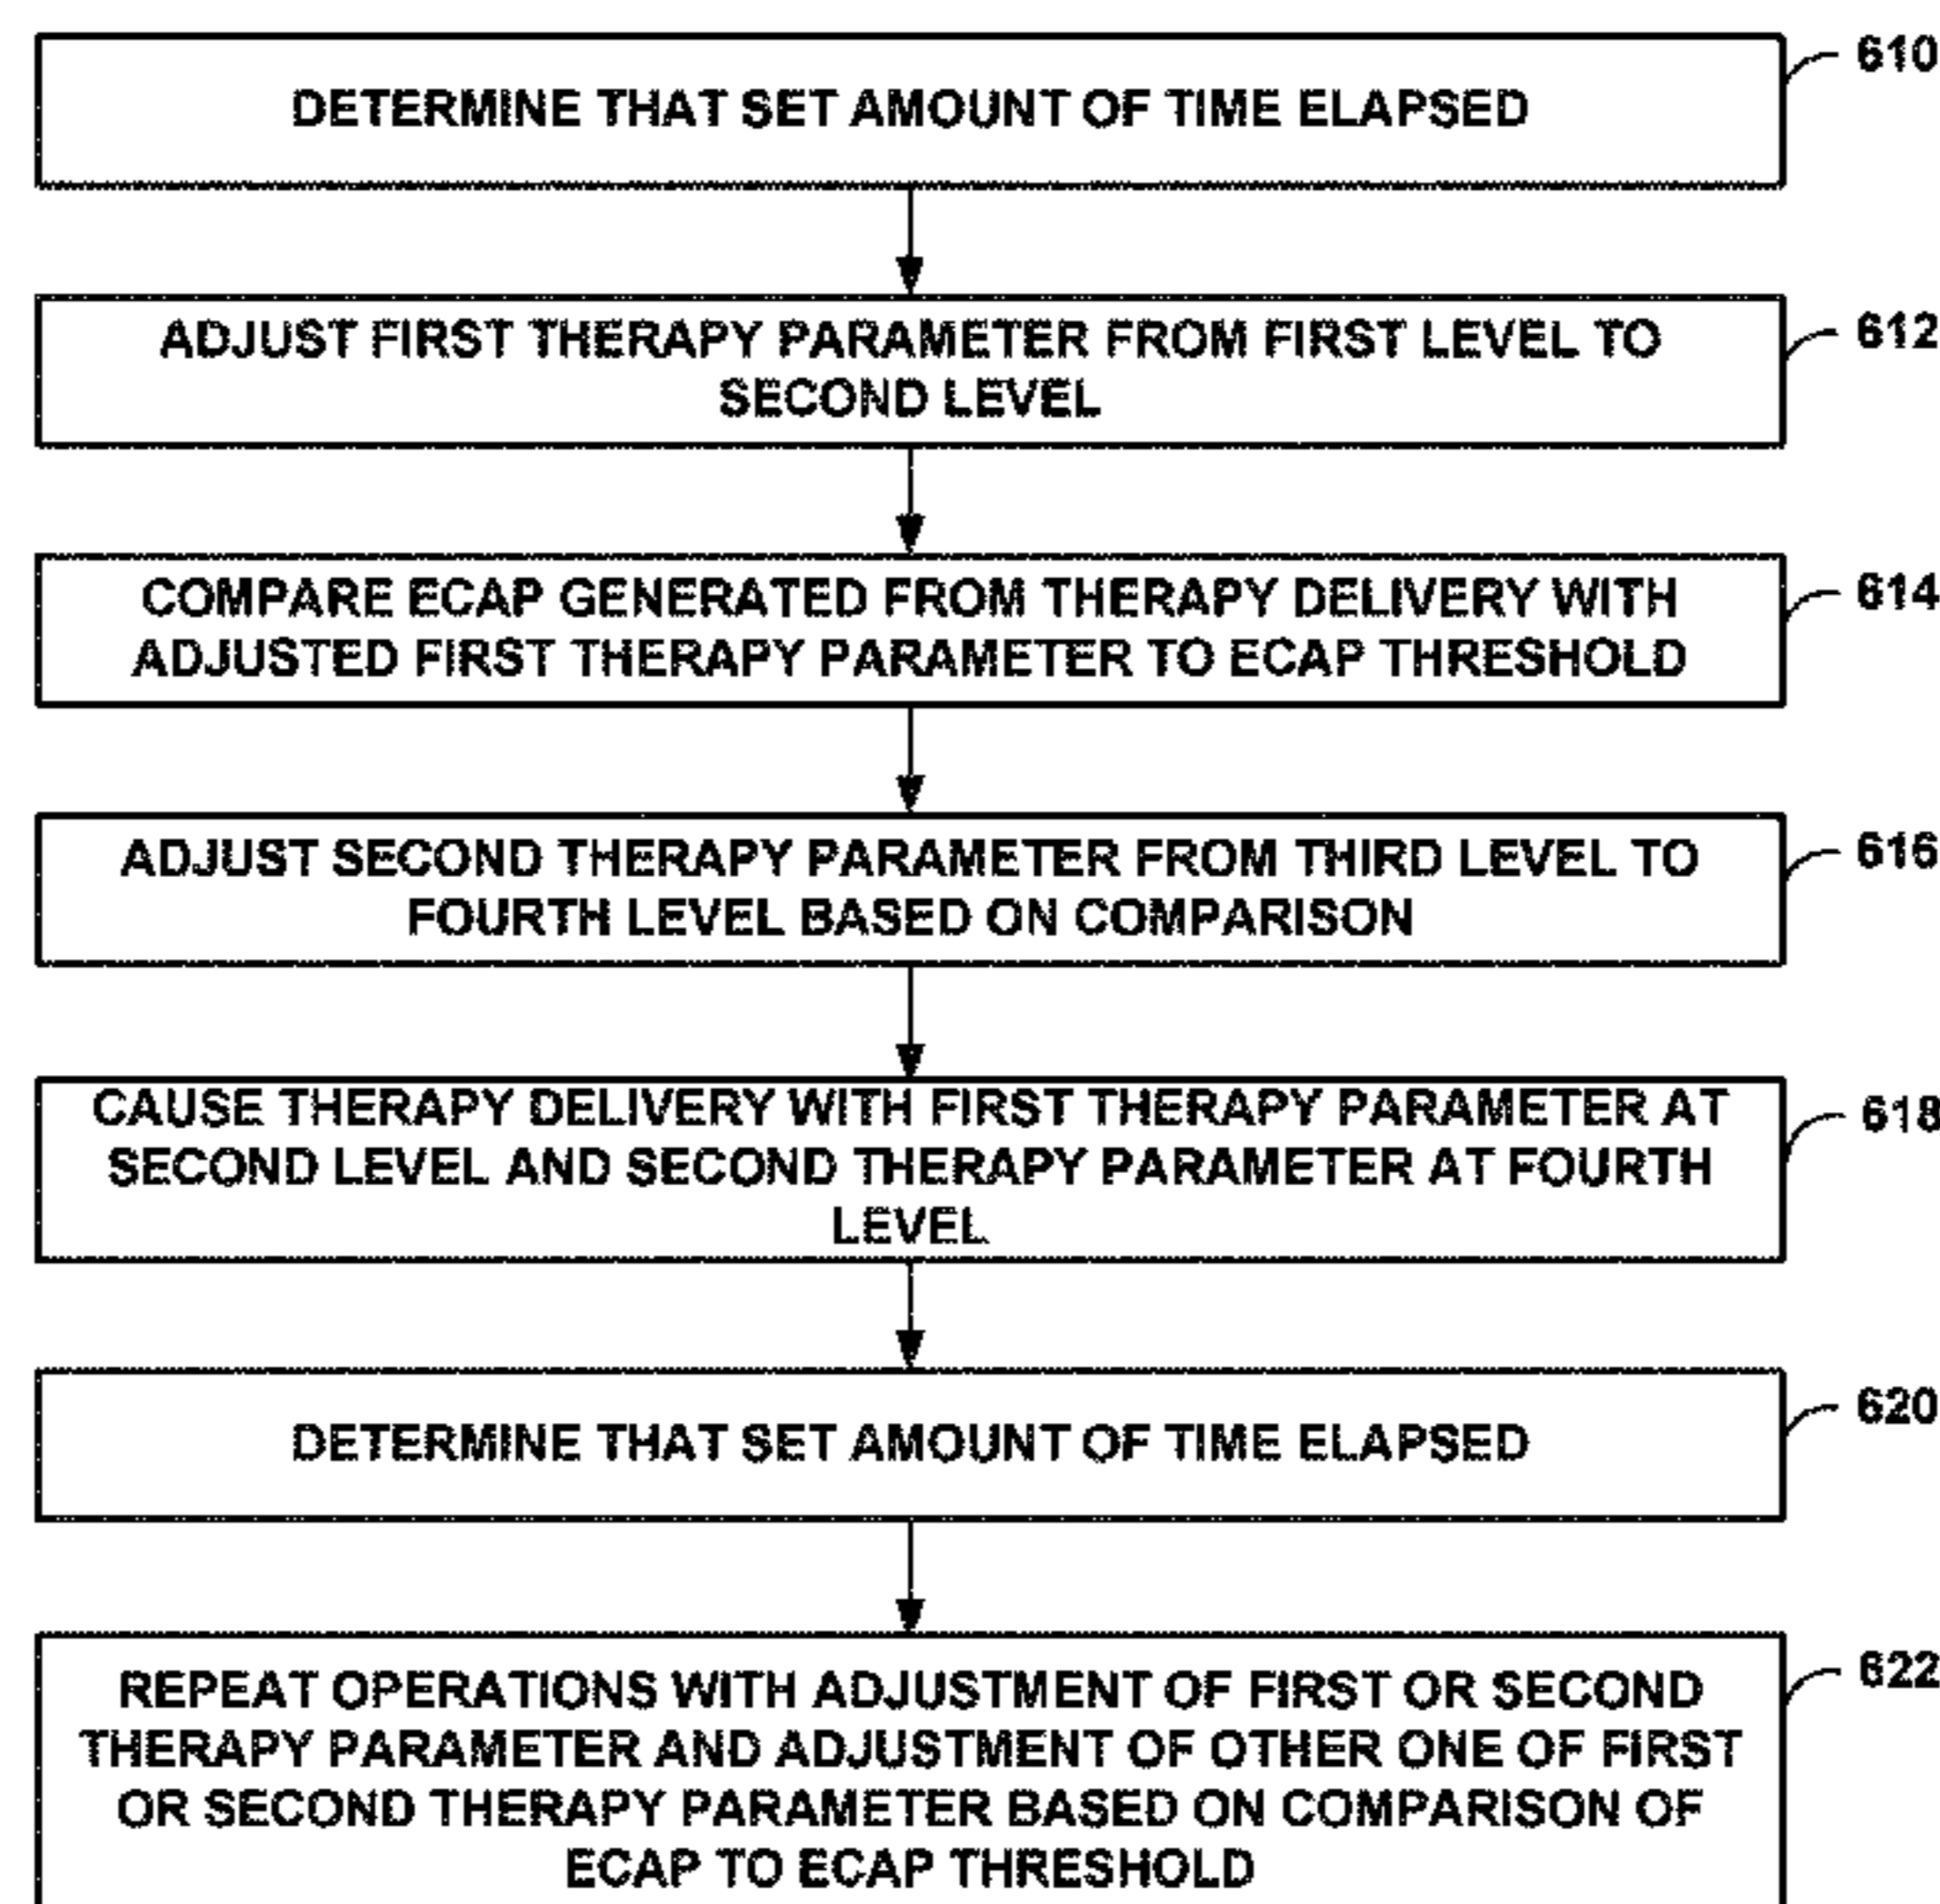 DETERMINE THAT SET AMOUNT OF TIME ELAPSED
610
ADJUST FIRST THERAPY PARAMETER FROM FIRST LEVEL TO
SECOND LEVEL
612
COMPARE ECAP GENERATED FROM THERAPY DELIVERY WITH
ADJUSTED FIRST THERAPY PARAMETER TO ECAP THRESHOLD
614
ADJUST SECOND THERAPY PARAMETER FROM THIRD LEVEL TO
FOURTH LEVEL BASED ON COMPARISON
616
CAUSE THERAPY DELIVERY WITH FIRST THERAPY PARAMETER AT
SECOND LEVEL AND SECOND THERAPY PARAMETER AT FOURTH
LEVEL
618
DETERMINE THAT SET AMOUNT OF TIME ELAPSED
620
REPEAT OPERATIONS WITH ADJUSTMENT OF FIRST OR SECOND
THERAPY PARAMETER AND ADJUSTMENT OF OTHER ONE OF FIRST
OR SECOND THERAPY PARAMETER BASED ON COMPARISON OF
ECAP TO ECAP THRESHOLD
622